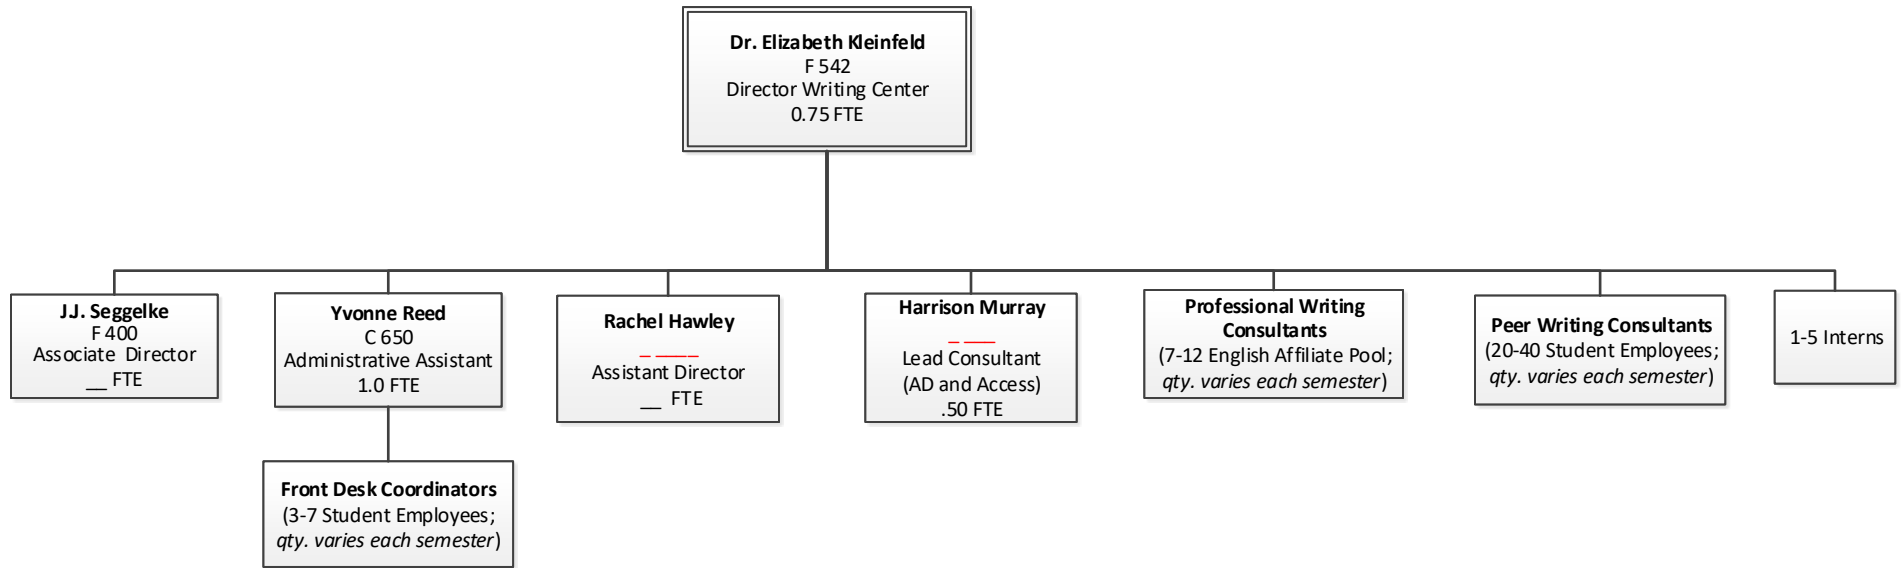 Dr. Elizabeth Kleinfeld
F 542
Director Writing Center
0.75 FTE
J.J. Seggelke
F 400
Associate Director
__ FTE
Yvonne Reed
C 650
Administrative Assistant
1.0 FTE
Rachel Hawley
_ ____
Assistant Director
__ FTE
Harrison Murray
_ ___
Lead Consultant
(AD and Access)
.50 FTE
Professional Writing
Consultants
(7-12 English Affiliate Pool;
qty. varies each semester)
Peer Writing Consultants
(20-40 Student Employees;
qty. varies each semester)
1-5 Interns
Front Desk Coordinators
(3-7 Student Employees;
qty. varies each semester)